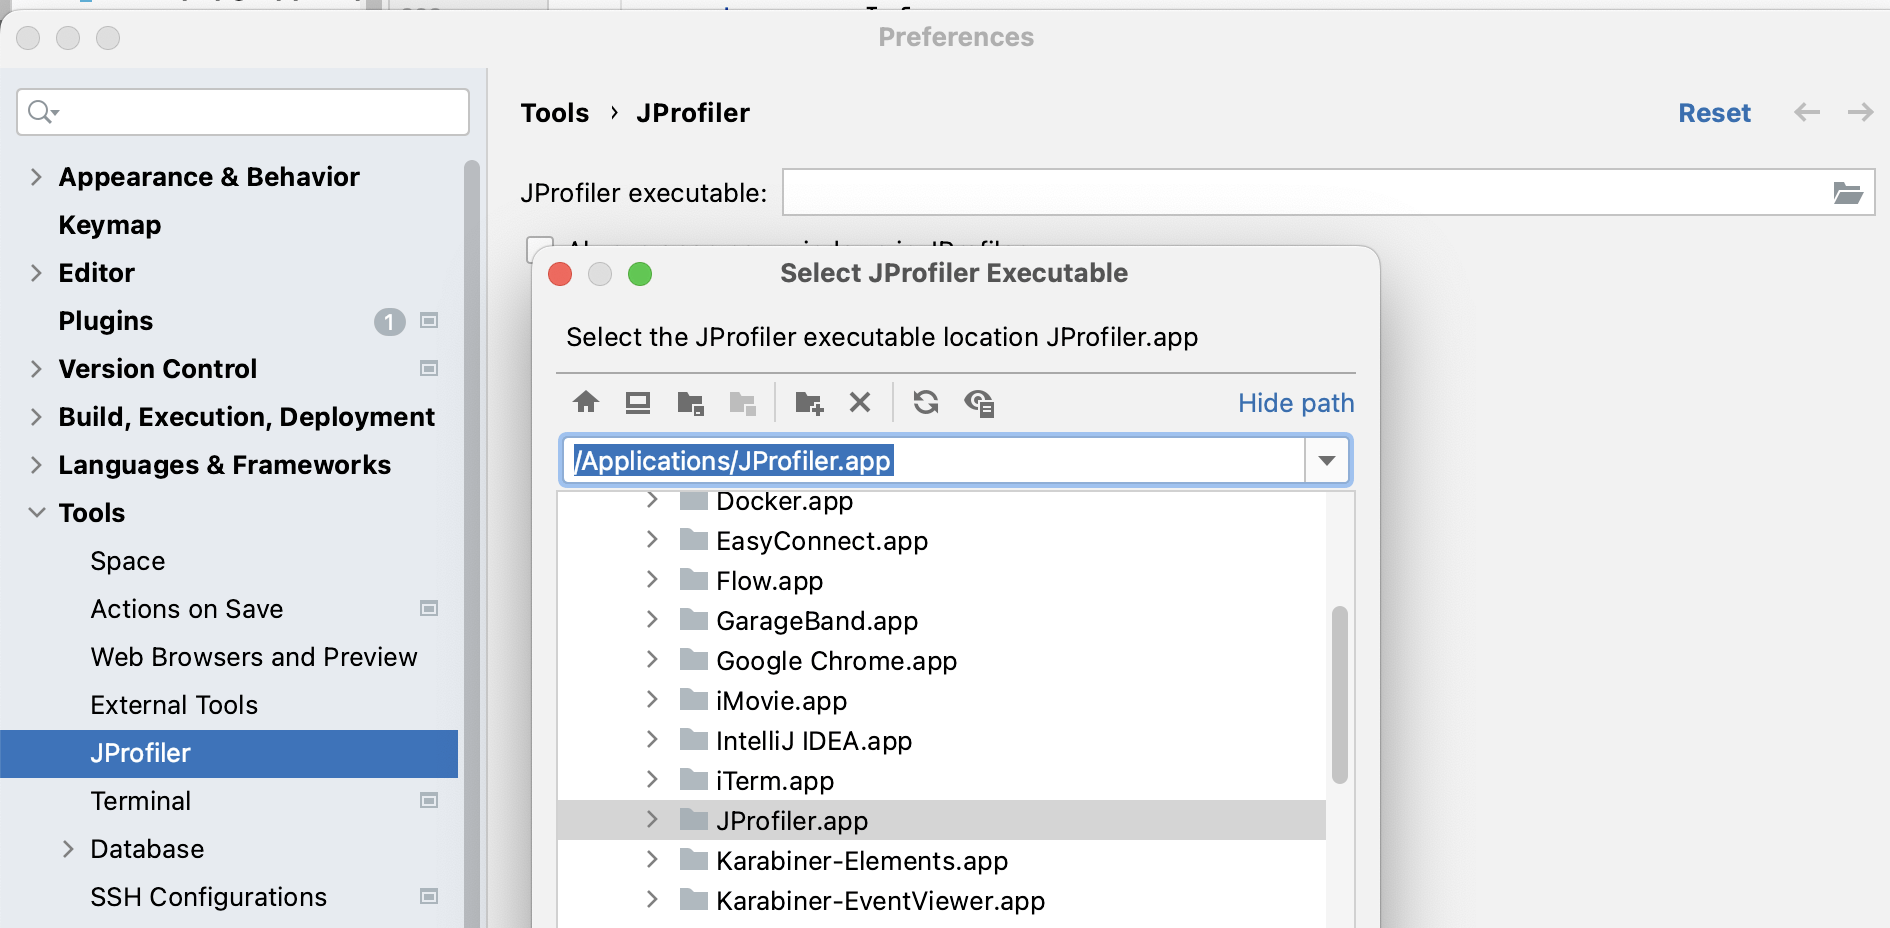 Preferences
Tools › JProfiler
Reset
JProfiler executable:
Appearance & Behavior
Keymap
Editor
Plugins 1
Version Control
Build, Execution, Deployment
Languages & Frameworks
Tools
Space
Actions on Save
Web Browsers and Preview
External Tools
JProfiler
Terminal
Database
SSH Configurations
Select JProfiler Executable
Select the JProfiler executable location JProfiler.app
Hide path
/Applications/JProfiler.app
Docker.app
EasyConnect.app
Flow.app
GarageBand.app
Google Chrome.app
iMovie.app
IntelliJ IDEA.app
iTerm.app
JProfiler.app
Karabiner-Elements.app
Karabiner-EventViewer.app